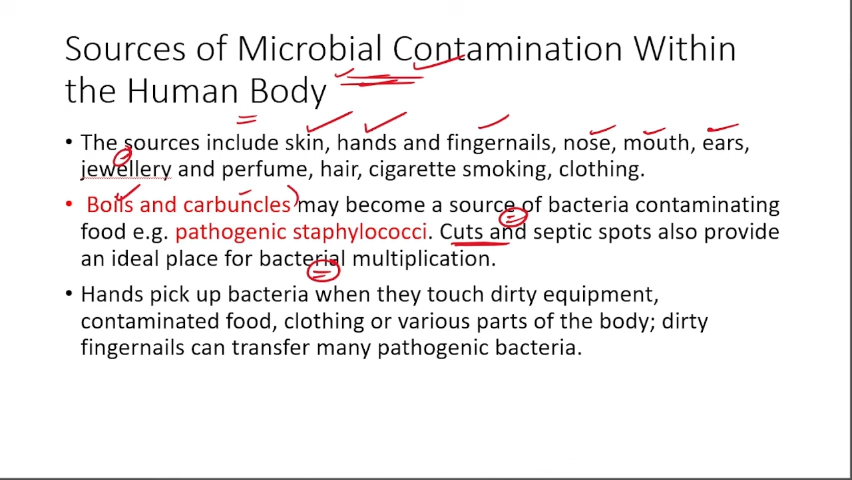 Sources of Microbial Contamination Within
the Human Body
• The sources include skin, hands and fingernails, nose, mouth, ears,
jewellery and perfume, hair, cigarette smoking, clothing.
• Boils and carbuncles may become a source of bacteria contaminating
food e.g. pathogenic staphylococci. Cuts and septic spots also provide
an ideal place for bacterial multiplication.
• Hands pick up bacteria when they touch dirty equipment,
contaminated food, clothing or various parts of the body; dirty
fingernails can transfer many pathogenic bacteria.